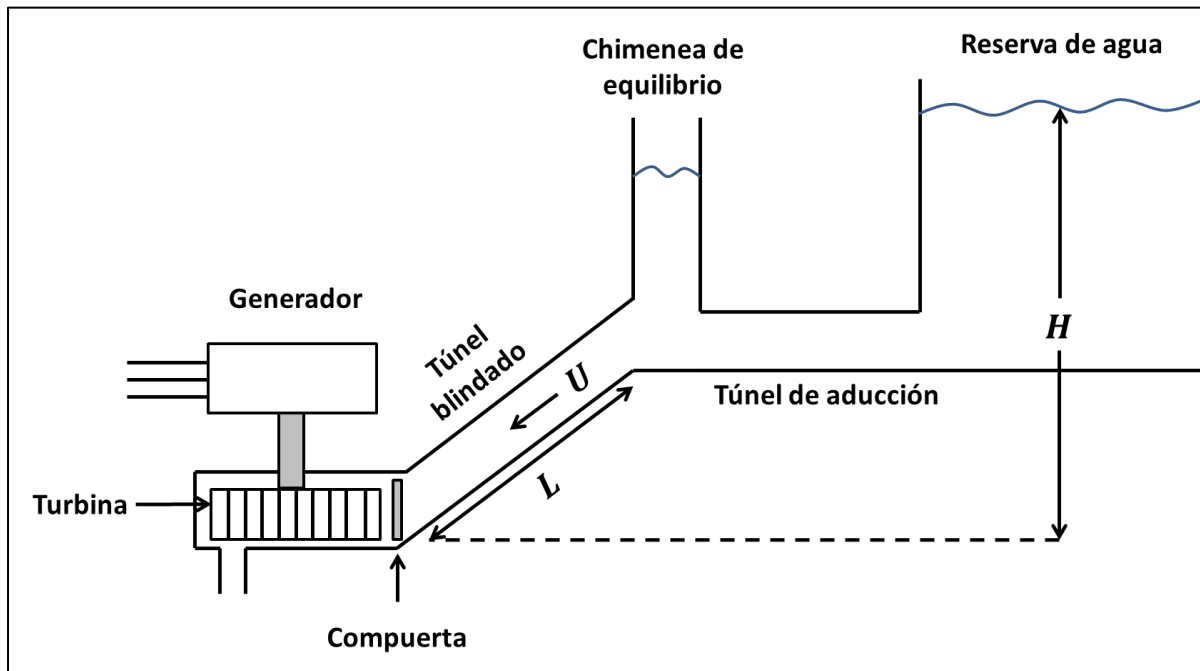 Chimenea de
equilibrio
Reserva de agua
Generador
Túnel
blindado
U
H
L
Túnel de aducción
Turbina
Compuerta